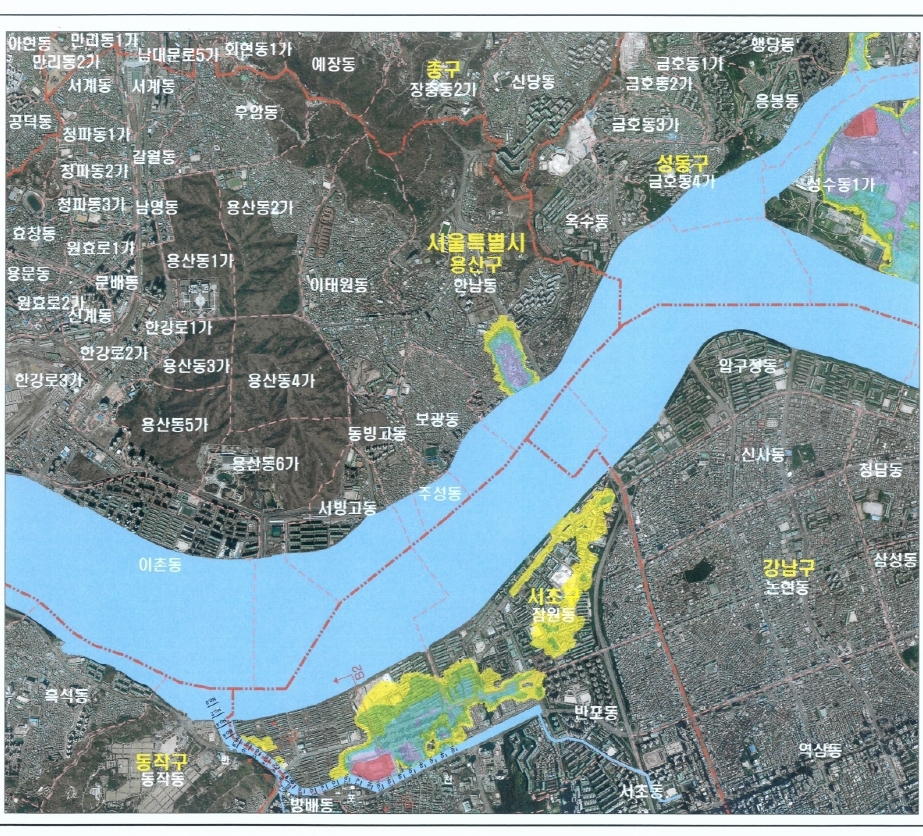 아현동
만리동1가
남대문로5가
회현동1가
예장동
중구
장충동2가
신당동
금호동1가
행당동
만리동2가
서계동
서계동
금호동2가
응봉동
후암동
공덕동
청파동1가
금호동3가
갈월동
청파동2가
성동구
금호동4가
성수동1가
청파동3가
남영동
용산동2가
옥수동
효창동
원효로1가
서울특별시
용산구
한남동
용산동1가
용문동
문배동
이태원동
원효로2가
신계동
한강로1가
한강로2가
용산동3가
용산동4가
압구정동
한강로3가
용산동5가
동빙고동
보광동
용산동6가
신사동
청담동
주성동
서빙고동
이촌동
강남구
논현동
삼성동
서초구
잠원동
82
흑석동
반포동
동작구
동작동
역삼동
방배동
서초동